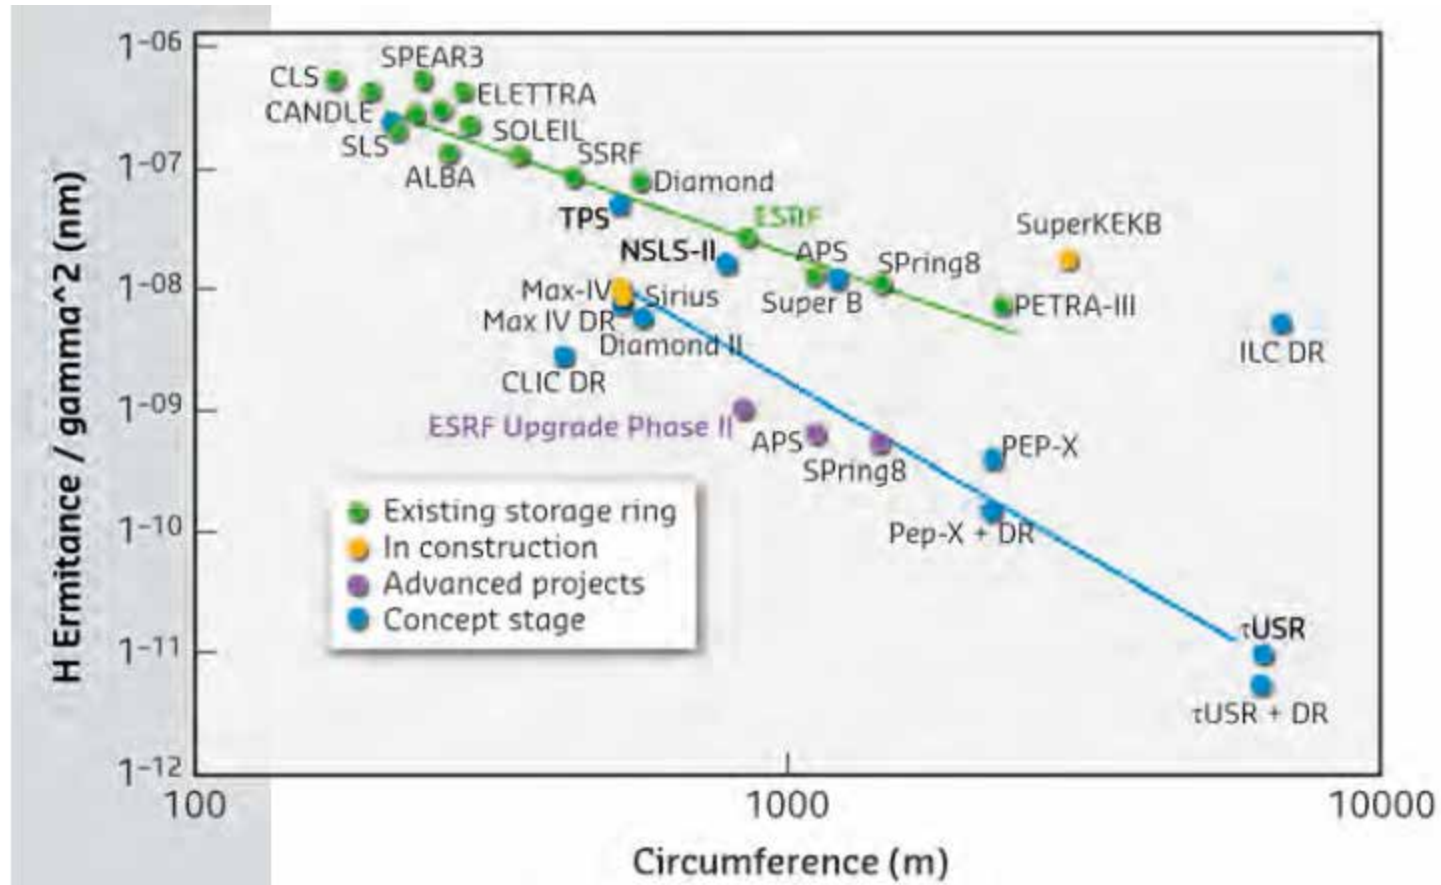 H Ermitance / gamma^2 (nm)
1-06
1-07
1-08
1-09
1-10
1-11
1-12
SPEAR3
CLS
ELETTRA
CANDLE
SOLEIL
SLS
SSRF
ALBA
Diamond
TPS
ESRF
SuperKEKB
NSLS-II
APS
SPring8
Max-IV
Sirius
Super B
PETRA-III
Max IV DR
Diamond II
ILC DR
CLIC DR
ESRF Upgrade Phase II
APS
PEP-X
SPring8
Pep-X + DR
Existing storage ring
In construction
Advanced projects
Concept stage
τUSR
τUSR + DR
100
1000
10000
Circumference (m)